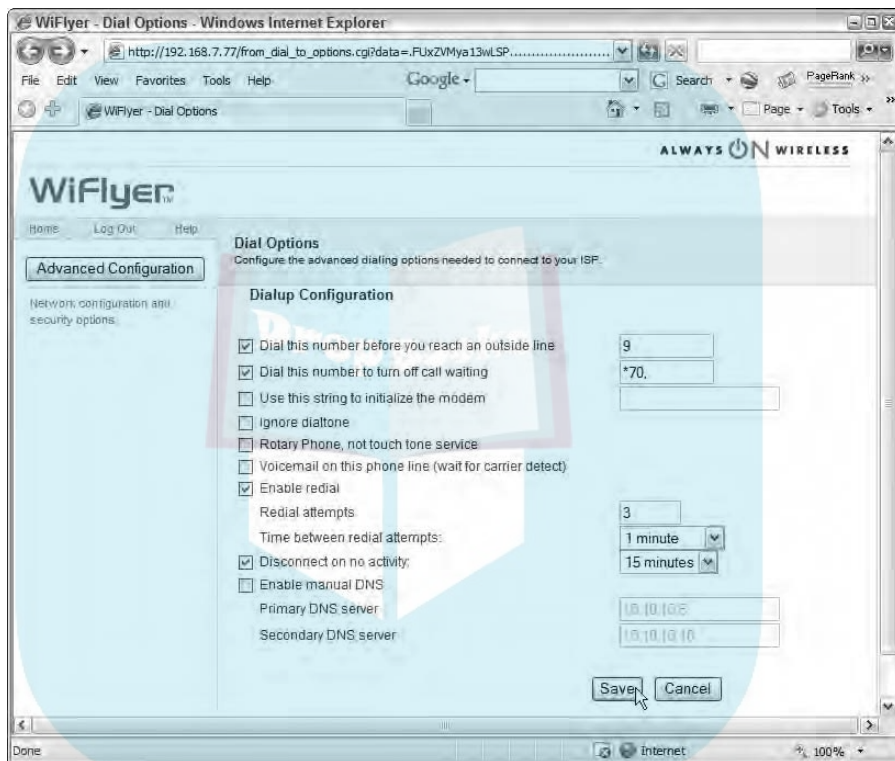 WiFlyer - Dial Options - Windows Internet Explorer
http://192.168.7.77/from_dial_to_options.cgi?data=.FUxZVMya13wLSP
File Edit View Favorites Tools Help
Google
Search
PageRank
WiFlyer - Dial Options
Page
Tools
ALWAYS ON WIRELESS
WiFlyer
Home Log Out Help
Advanced Configuration
Network configuration and
security options
Dial Options
Configure the advanced dialing options needed to connect to your ISP.
Dialup Configuration
Dial this number before you reach an outside line 9
Dial this number to turn off call waiting *70,
Use this string to initialize the modem
Ignore dialtone
Rotary Phone, not touch tone service
Voicemail on this phone line (wait for carrier detect)
Enable redial
Redial attempts 3
Time between redial attempts: 1 minute
Disconnect on no activity: 15 minutes
Enable manual DNS
Primary DNS server
Secondary DNS server 10.10.10.10
Save Cancel
Done Internet 100%